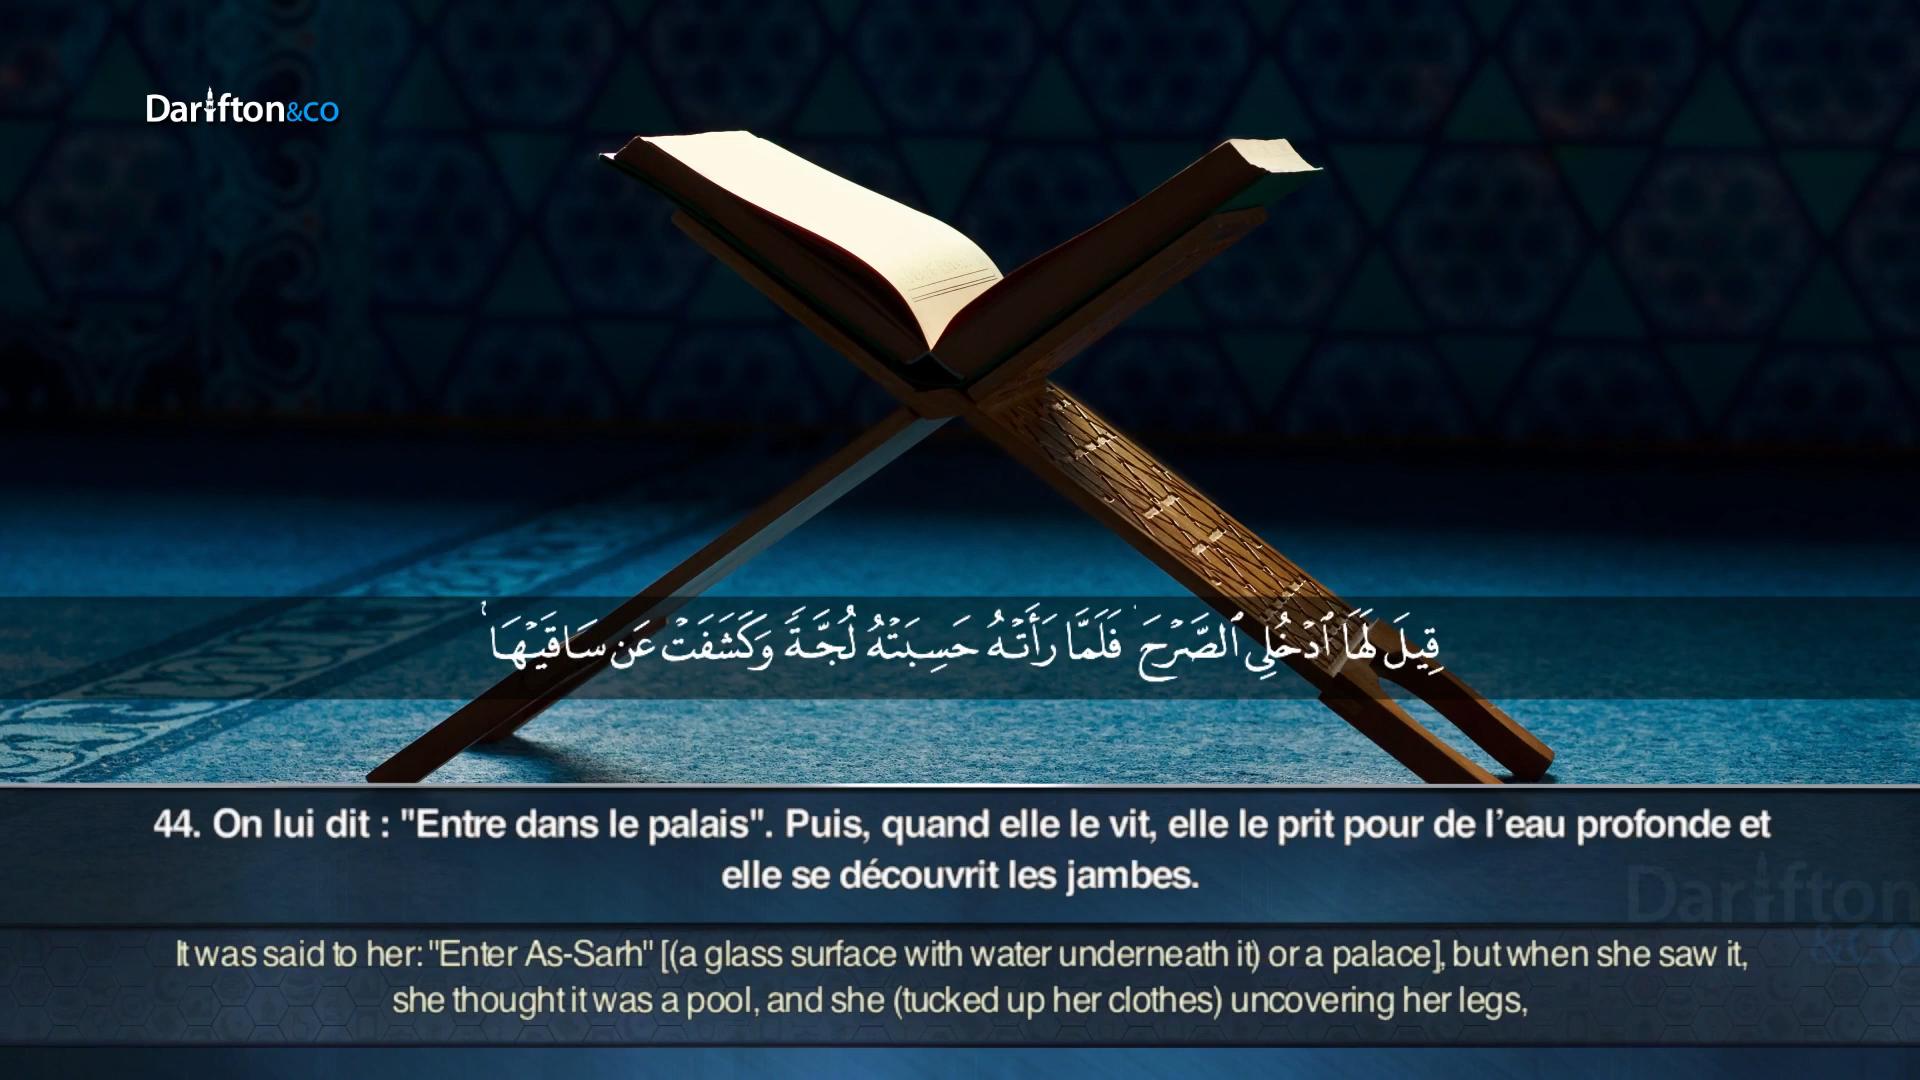 Darifton&CO
قِيلَ لَهَا ٱدْخُلِى ٱلصَّرْحَ ۖ فَلَمَّا رَأَتْهُ حَسِبَتْهُ لُجَّةً وَكَشَفَتْ عَن سَاقَيْهَا ۚ
44. On lui dit : "Entre dans le palais". Puis, quand elle le vit, elle le prit pour de l’eau profonde et
elle se découvrit les jambes.
Darifton
&CO
It was said to her: "Enter As-Sarh" [(a glass surface with water underneath it) or a palace], but when she saw it,
she thought it was a pool, and she (tucked up her clothes) uncovering her legs,